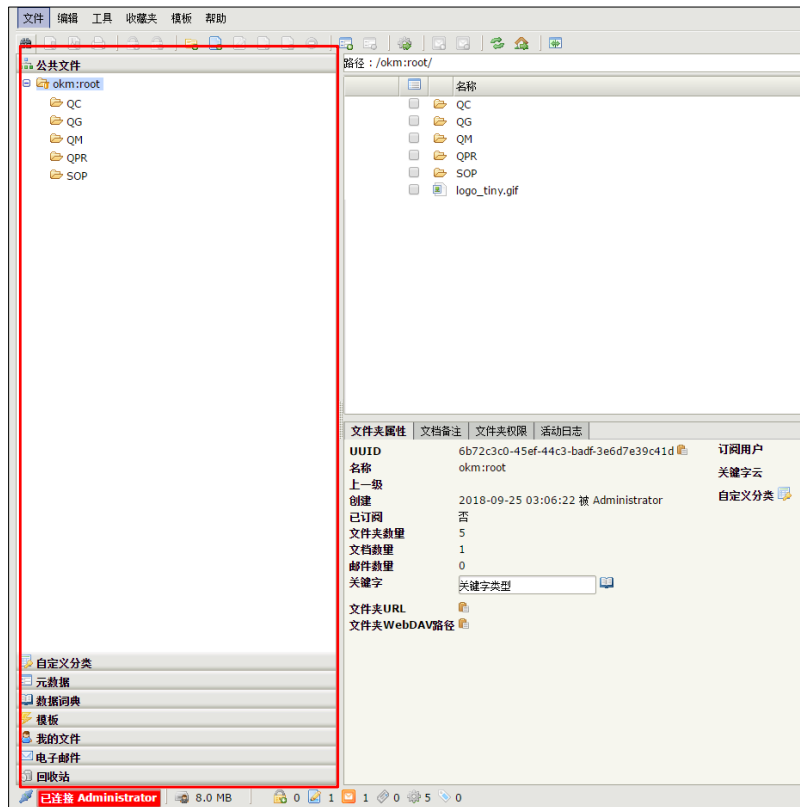 文件 编辑 工具 收藏夹 模板 帮助
公共文件
okm:root
QC
QG
QM
QPR
SOP
自定义分类
元数据
数据词典
模板
我的文件
电子邮件
回收站
路径：/okm:root/
名称
QC
QG
QM
QPR
SOP
logo_tiny.gif
文件夹属性 文档备注 文件夹权限 活动日志
UUID 6b72c3c0-45ef-44c3-badf-3e6d7e39c41d
名称 okm:root
上一级
创建 2018-09-25 03:06:22 被 Administrator
已订阅 否
文件夹数量 5
文档数量 1
邮件数量 0
关键字 关键字类型
文件夹URL
文件夹WebDAV路径
订阅用户
关键字云
自定义分类
已连接 Administrator 8.0 MB 0 1 1 0 5 0